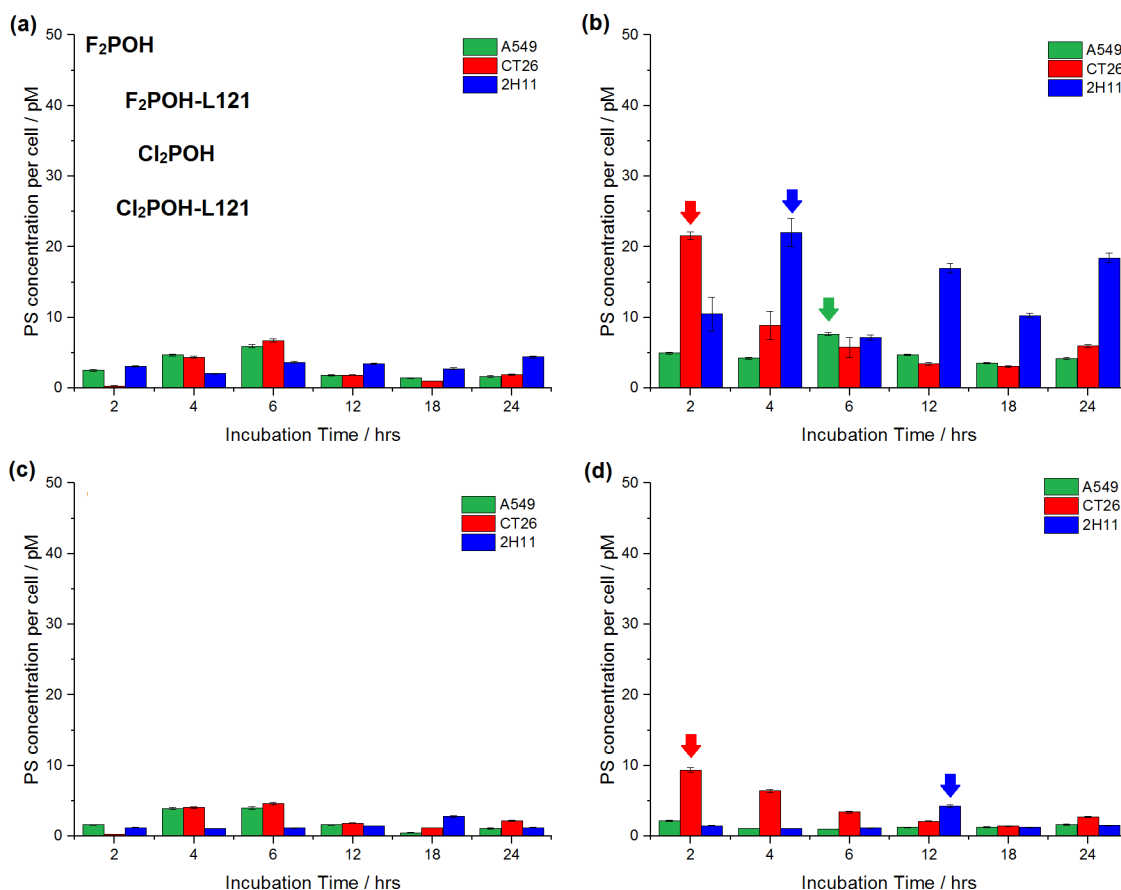 (a)
F₂POH
F₂POH-L121
Cl₂POH
Cl₂POH-L121
A549
CT26
2H11
PS concentration per cell / pM
50
40
30
20
10
0
2 4 6 12 18 24
Incubation Time / hrs
(b)
A549
CT26
2H11
PS concentration per cell / pM
50
40
30
20
10
0
2 4 6 12 18 24
Incubation Time / hrs
(c)
A549
CT26
2H11
PS concentration per cell / pM
50
40
30
20
10
0
2 4 6 12 18 24
Incubation Time / hrs
(d)
A549
CT26
2H11
PS concentration per cell / pM
50
40
30
20
10
0
2 4 6 12 18 24
Incubation Time / hrs